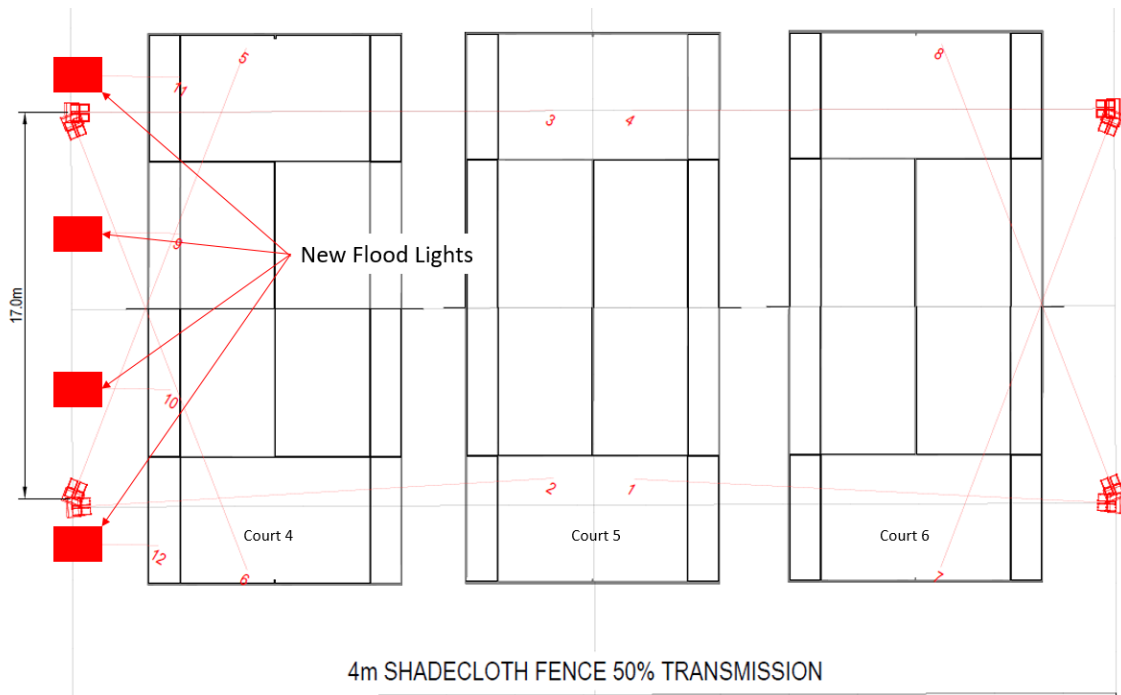 5
8
11
3
4
9
New Flood Lights
17.0m
10
2
1
Court 4
Court 5
Court 6
12
6
7
4m SHADECLOTH FENCE 50% TRANSMISSION